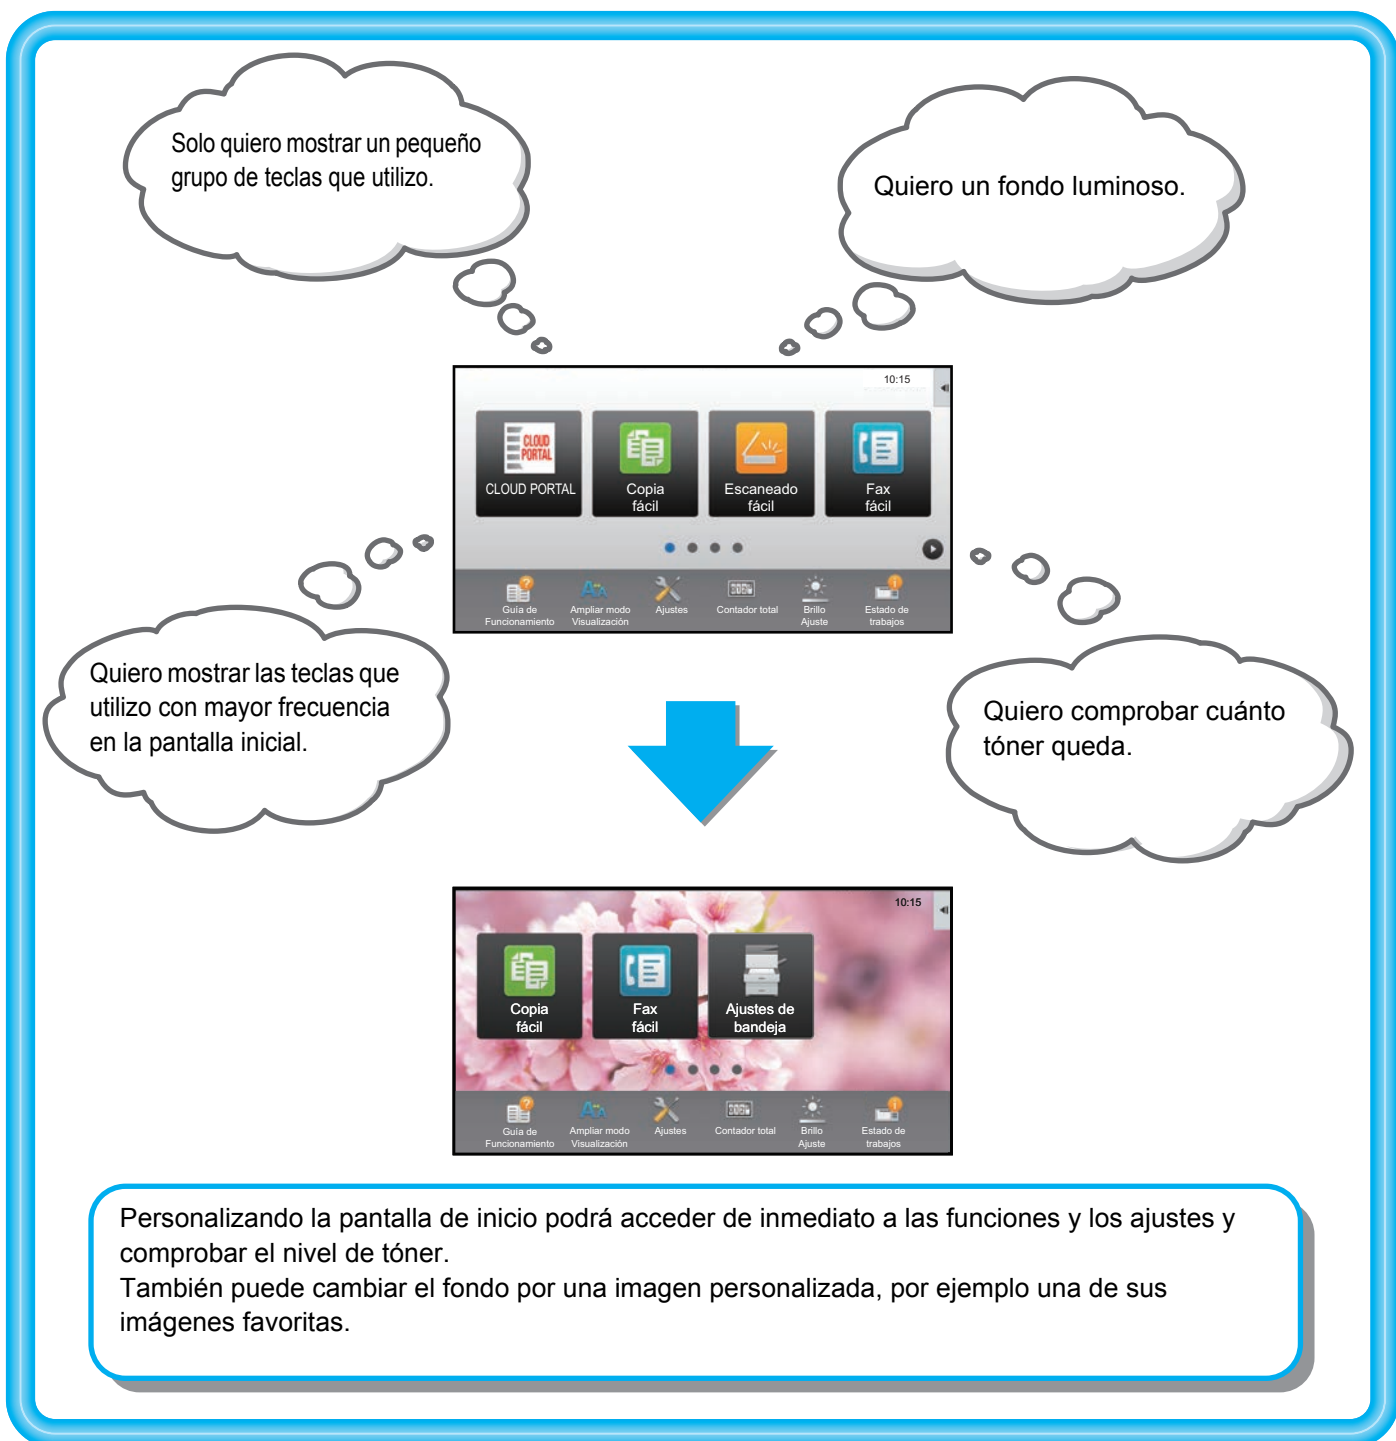 Solo quiero mostrar un pequeño
grupo de teclas que utilizo.
Quiero un fondo luminoso.
10:15
CLOUD
PORTAL
CLOUD PORTAL
Copia
fácil
Escaneado
fácil
Fax
fácil
Guía de
Funcionamiento
Ampliar modo
Visualización
Ajustes
Contador total
Brillo
Ajuste
Estado de
trabajos
Quiero mostrar las teclas que
utilizo con mayor frecuencia
en la pantalla inicial.
Quiero comprobar cuánto
tóner queda.
10:15
Copia
fácil
Fax
fácil
Ajustes de
bandeja
Guía de
Funcionamiento
Ampliar modo
Visualización
Ajustes
Contador total
Brillo
Ajuste
Estado de
trabajos
Personalizando la pantalla de inicio podrá acceder de inmediato a las funciones y los ajustes y
comprobar el nivel de tóner.
También puede cambiar el fondo por una imagen personalizada, por ejemplo una de sus
imágenes favoritas.